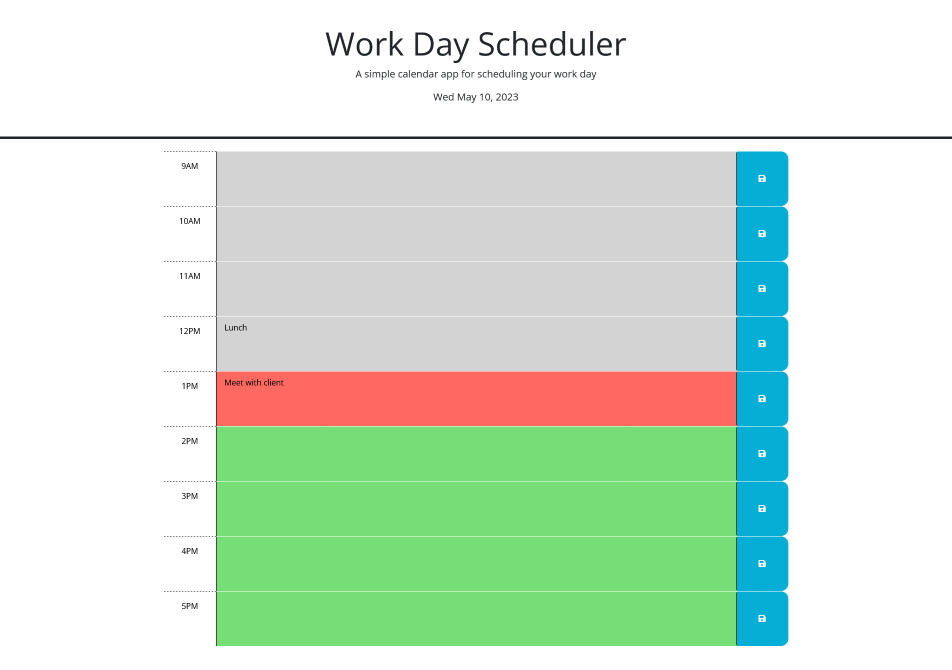 Work Day Scheduler
A simple calendar app for scheduling your work day
Wed May 10, 2023
9AM
10AM
11AM
12PM Lunch
1PM Meet with client
2PM
3PM
4PM
5PM